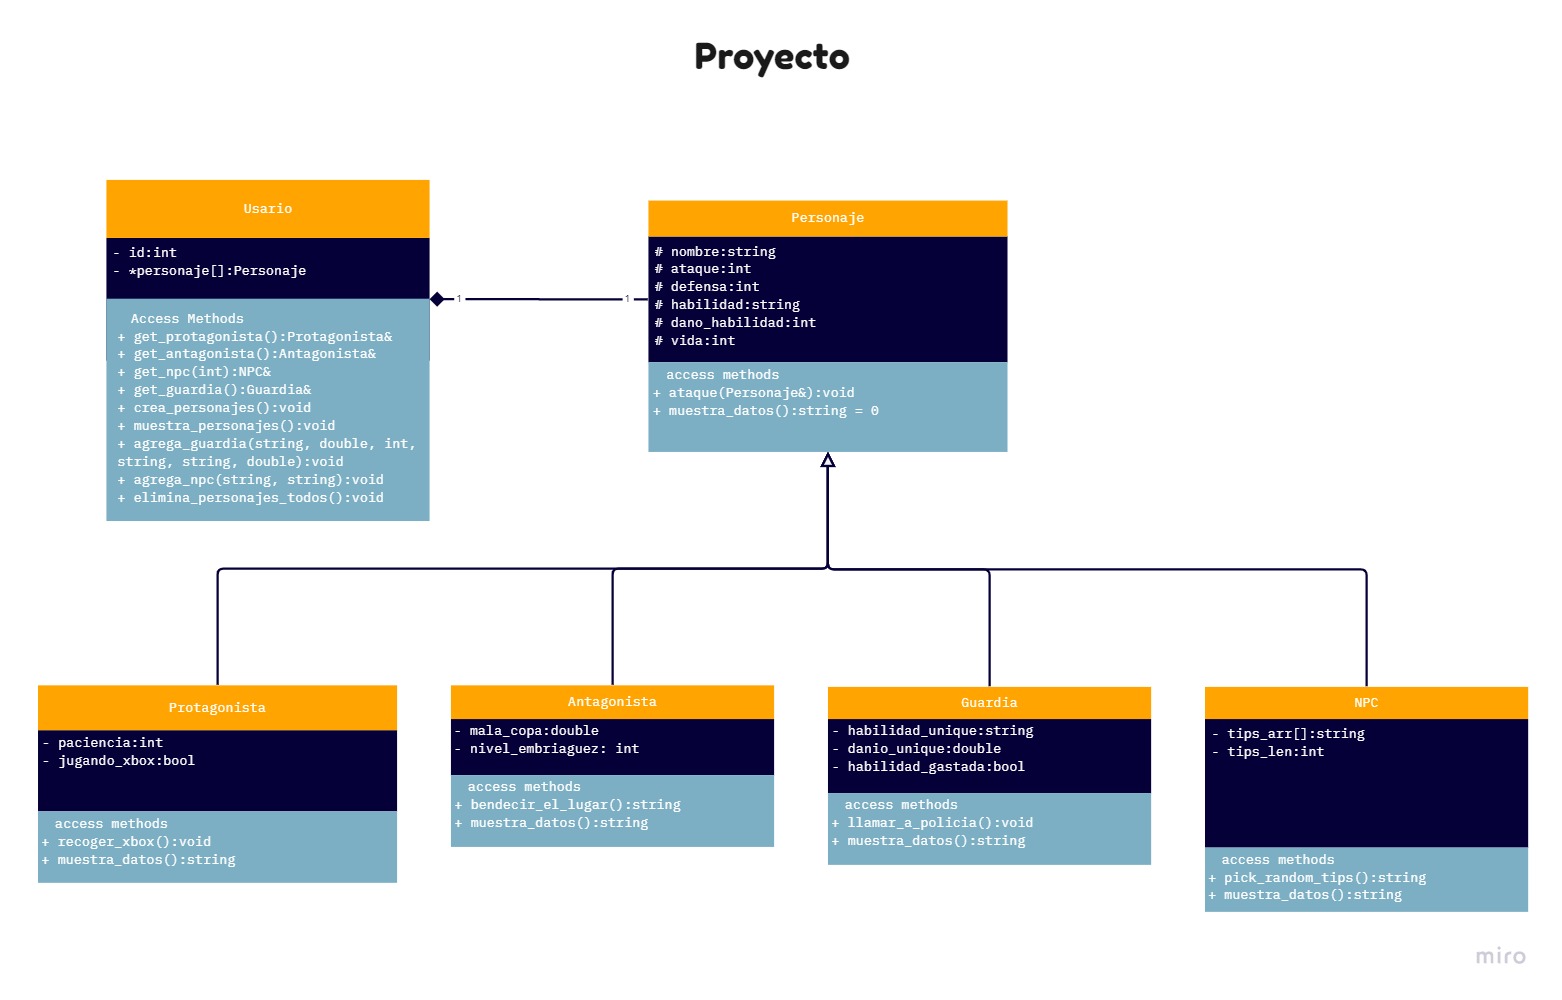 Proyecto
Usario
- id:int
- *personaje[]:Personaje
Access Methods
+ get_protagonista():Protagonista&
+ get_antagonista():Antagonista&
+ get_npc(int):NPC&
+ get_guardia():Guardia&
+ crea_personajes():void
+ muestra_personajes():void
+ agrega_guardia(string, double, int,
string, string, double):void
+ agrega_npc(string, string):void
+ elimina_personajes_todos():void
1
1
Personaje
# nombre:string
# ataque:int
# defensa:int
# habilidad:string
# dano_habilidad:int
# vida:int
access methods
+ ataque(Personaje&):void
+ muestra_datos():string = 0
Protagonista
- paciencia:int
- jugando_xbox:bool
access methods
+ recoger_xbox():void
+ muestra_datos():string
Antagonista
- mala_copa:double
- nivel_embriaguez: int
access methods
+ bendecir_el_lugar():string
+ muestra_datos():string
Guardia
- habilidad_unique:string
- danio_unique:double
- habilidad_gastada:bool
access methods
+ llamar_a_policia():void
+ muestra_datos():string
NPC
- tips_arr[]:string
- tips_len:int
access methods
+ pick_random_tips():string
+ muestra_datos():string
miro